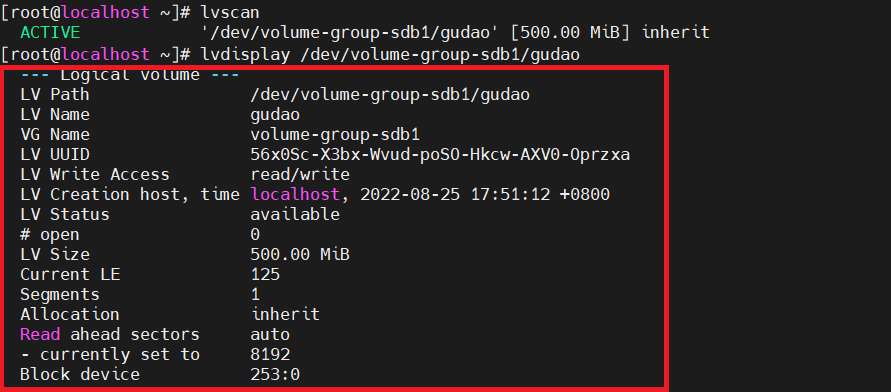 [root@localhost ~]# lvscan
ACTIVE '/dev/volume-group-sdb1/gudao' [500.00 MiB] inherit
[root@localhost ~]# lvdisplay /dev/volume-group-sdb1/gudao
--- Logical volume ---
LV Path /dev/volume-group-sdb1/gudao
LV Name gudao
VG Name volume-group-sdb1
LV UUID 56x0Sc-X3bx-Wvud-poSO-Hkcw-AXV0-Oprzxa
LV Write Access read/write
LV Creation host, time localhost, 2022-08-25 17:51:12 +0800
LV Status available
# open 0
LV Size 500.00 MiB
Current LE 125
Segments 1
Allocation inherit
Read ahead sectors auto
- currently set to 8192
Block device 253:0